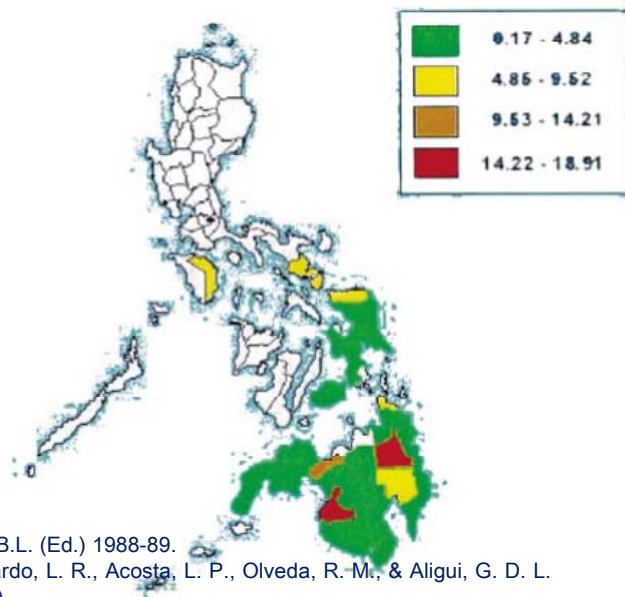 0.17 - 4.84
4.85 - 9.52
9.53 - 14.21
14.22 - 18.91
B.L. (Ed.) 1988-89.
ardo, L. R., Acosta, L. P., Olveda, R. M., & Aligui, G. D. L.